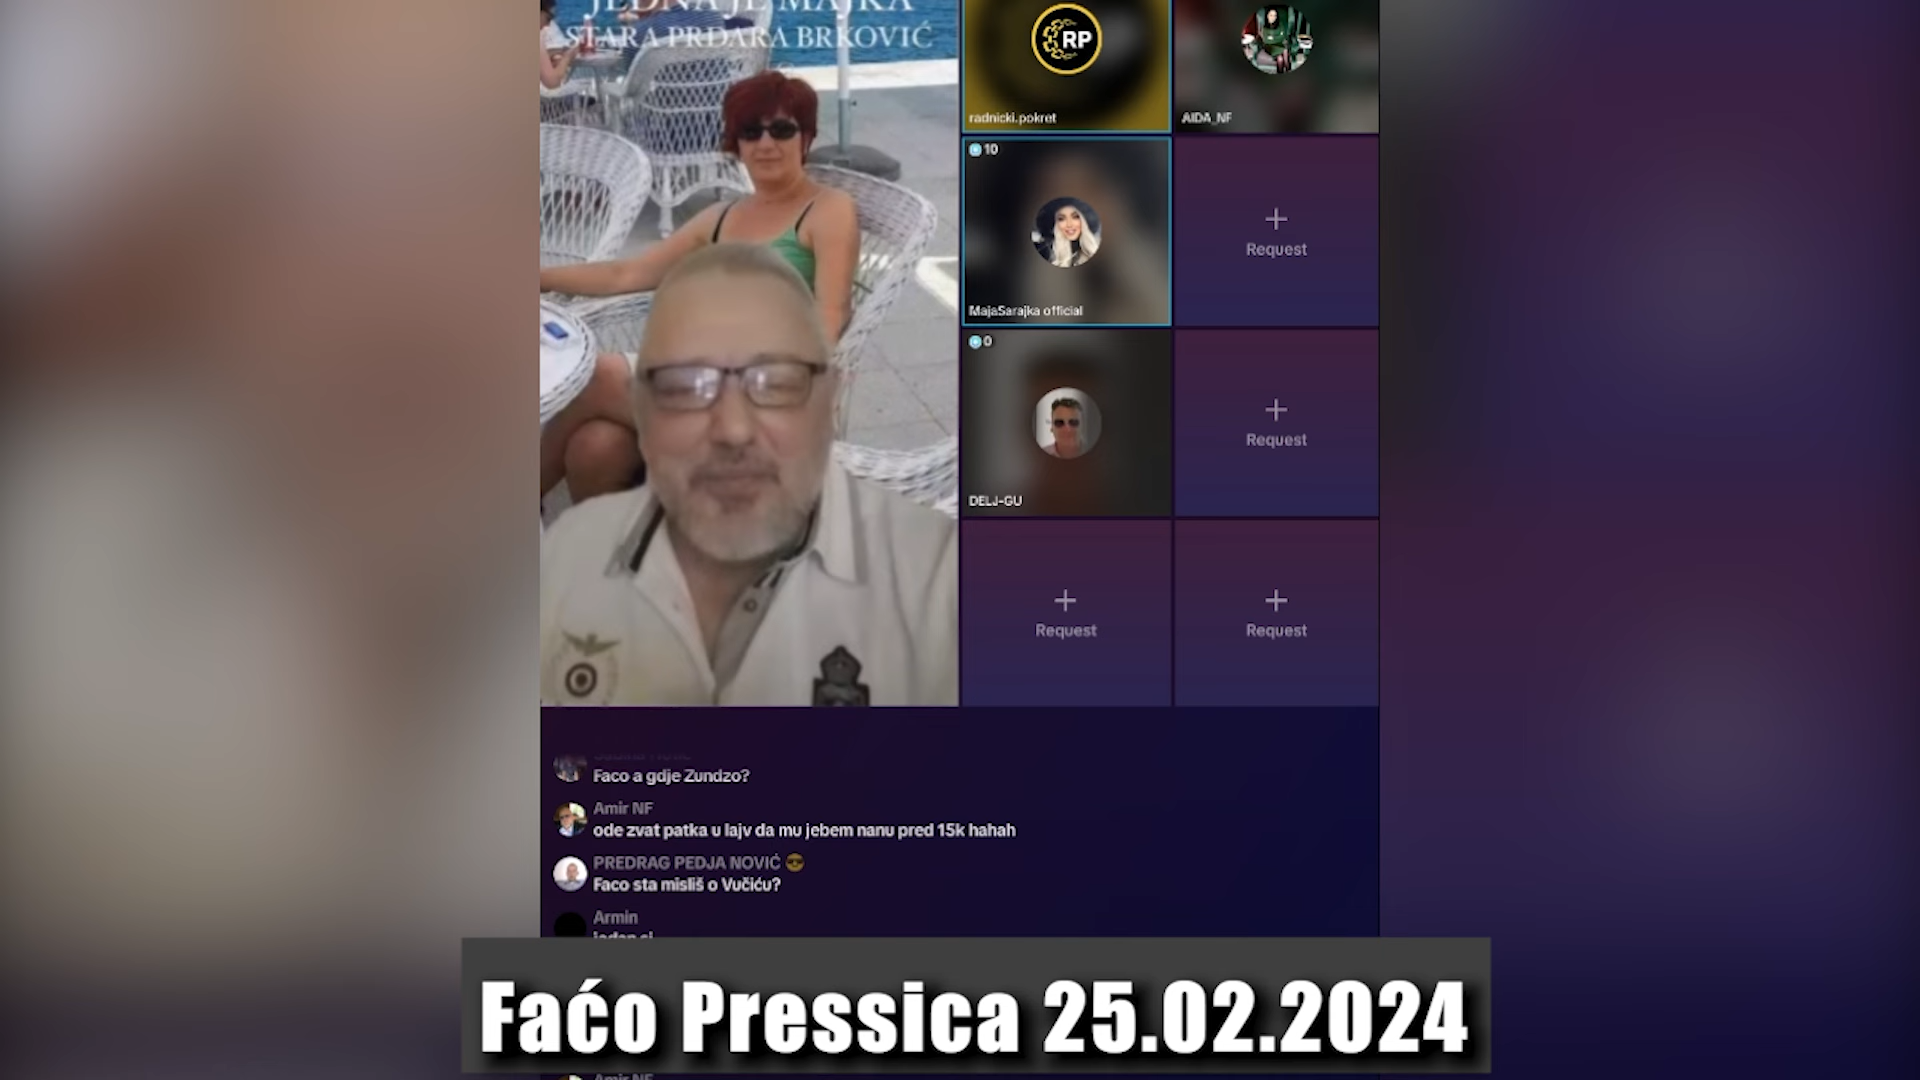 JEDNA JE MAJKA
STARA PRDARA BRKOVIĆ
RP
radnicki.pokret
AIDA_NF
10
Request
MajaSarajka official
0
Request
DELJ-GU
Request
Request
Faco a gdje Zundzo?
Amir NF
ode zvat patka u lajv da mu jebem nanu pred 15k hahah
PREDRAG PEDJA NOVIĆ 😎
Faco sta misliš o Vučiću?
Armin
Faćo Pressica 25.02.2024
Amir NF